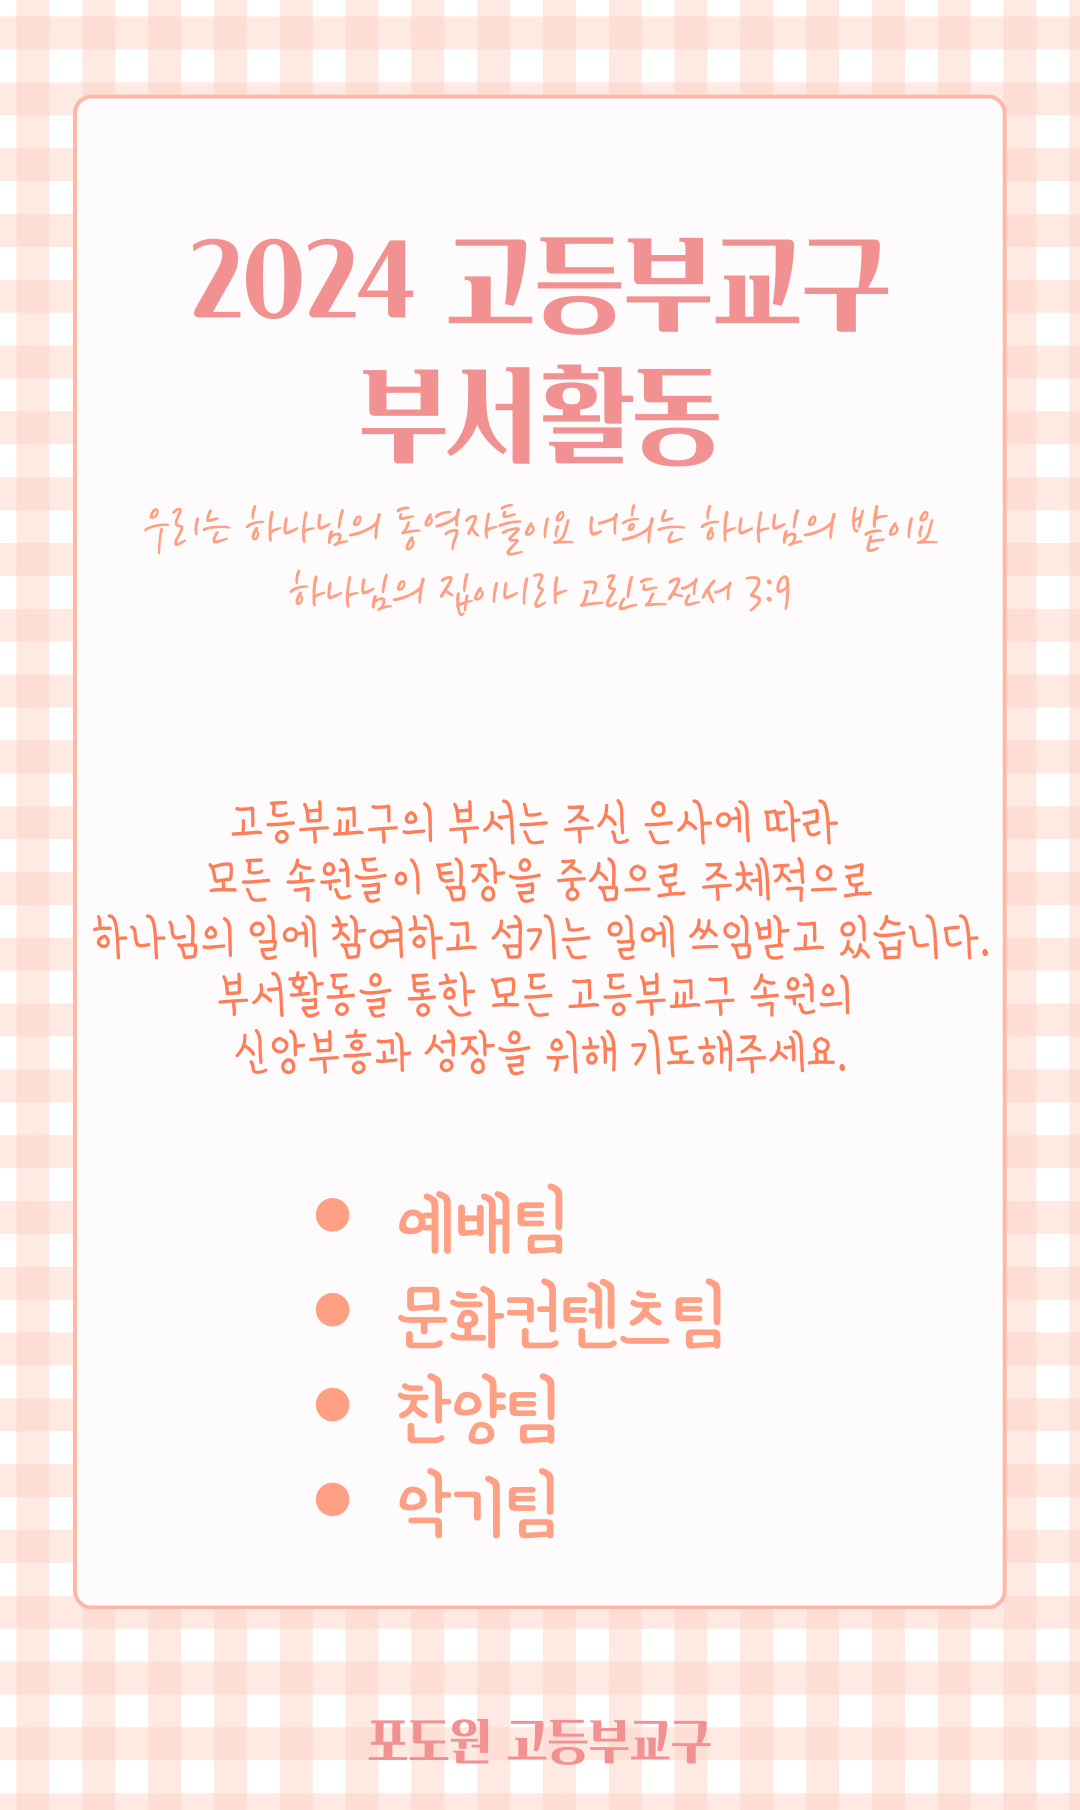 2024 고등부교구
부서활동
우리는 하나님의 동역자들이요 너희는 하나님의 밭이요
하나님의 집이니라 고린도전서 3:9
고등부교구의 부서는 주신 은사에 따라
모든 속원들이 팀장을 중심으로 주체적으로
하나님의 일에 참여하고 섬기는 일에 쓰임받고 있습니다.
부서활동을 통한 모든 고등부교구 속원의
신앙부흥과 성장을 위해 기도해주세요.
● 예배팀
● 문화컨텐츠팀
● 찬양팀
● 악기팀
포도원 고등부교구